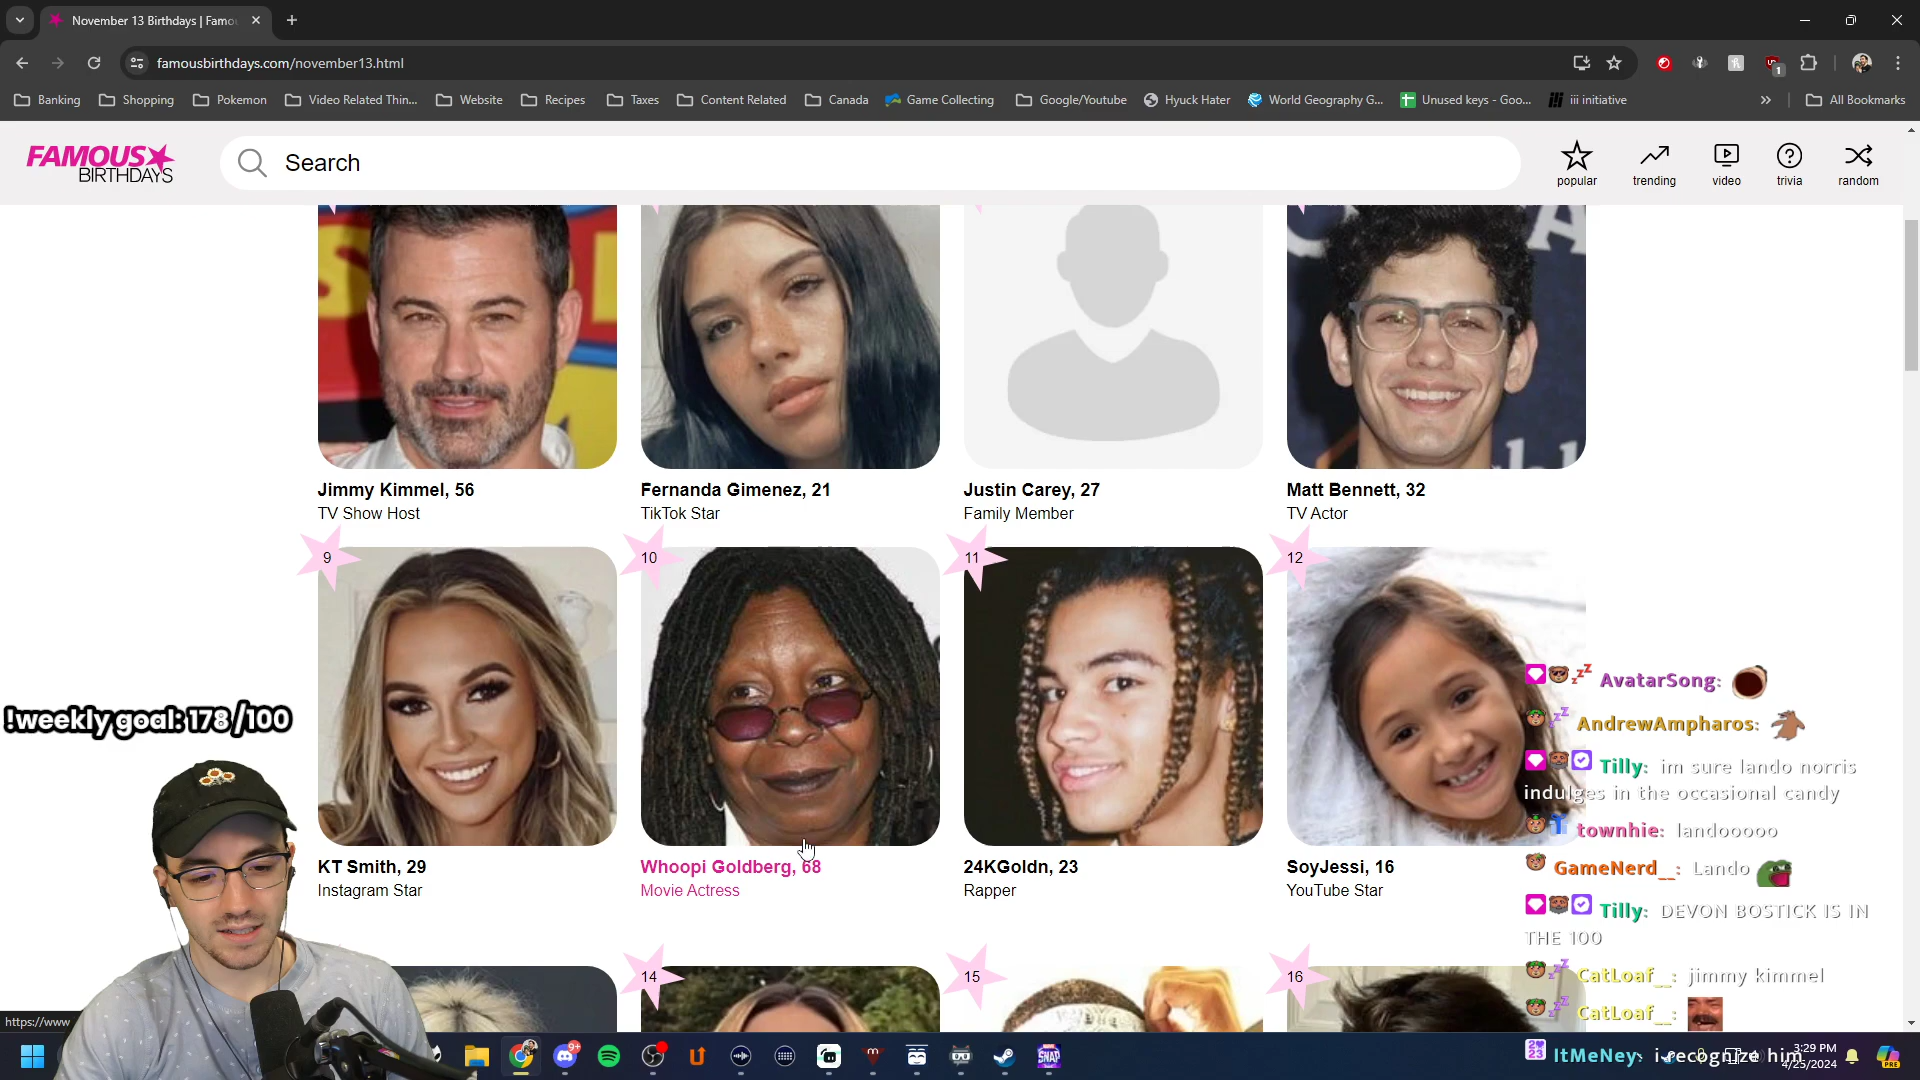 November 13 Birthdays | Famo
famousbirthdays.com/november13.html
Banking
Shopping
Pokemon
Video Related Thin...
Website
Recipes
Taxes
Content Related
Canada
Game Collecting
Google/Youtube
Hyuck Hater
World Geography G...
Unused keys - Goo...
iii initiative
All Bookmarks
FAMOUS
BIRTHDAYS
Search
popular
trending
video
trivia
random
Jimmy Kimmel, 56
TV Show Host
Fernanda Gimenez, 21
TikTok Star
Justin Carey, 27
Family Member
Matt Bennett, 32
TV Actor
9
10
11
12
KT Smith, 29
Instagram Star
Whoopi Goldberg, 68
Movie Actress
24KGoldn, 23
Rapper
SoyJessi, 16
YouTube Star
14
15
16
!weekly goal: 178/100
AvatarSong:
AndrewAmpharos:
Tilly: im sure lando norris
indulges in the occasional candy
townhie: landooooo
GameNerd__: Lando
Tilly: DEVON BOSTICK IS IN
THE 100
CatLoaf__: jimmy kimmel
CatLoaf__:
ItMeNey: i recognize him
https://www
9+
SNAP
3:29 PM
4/25/2024